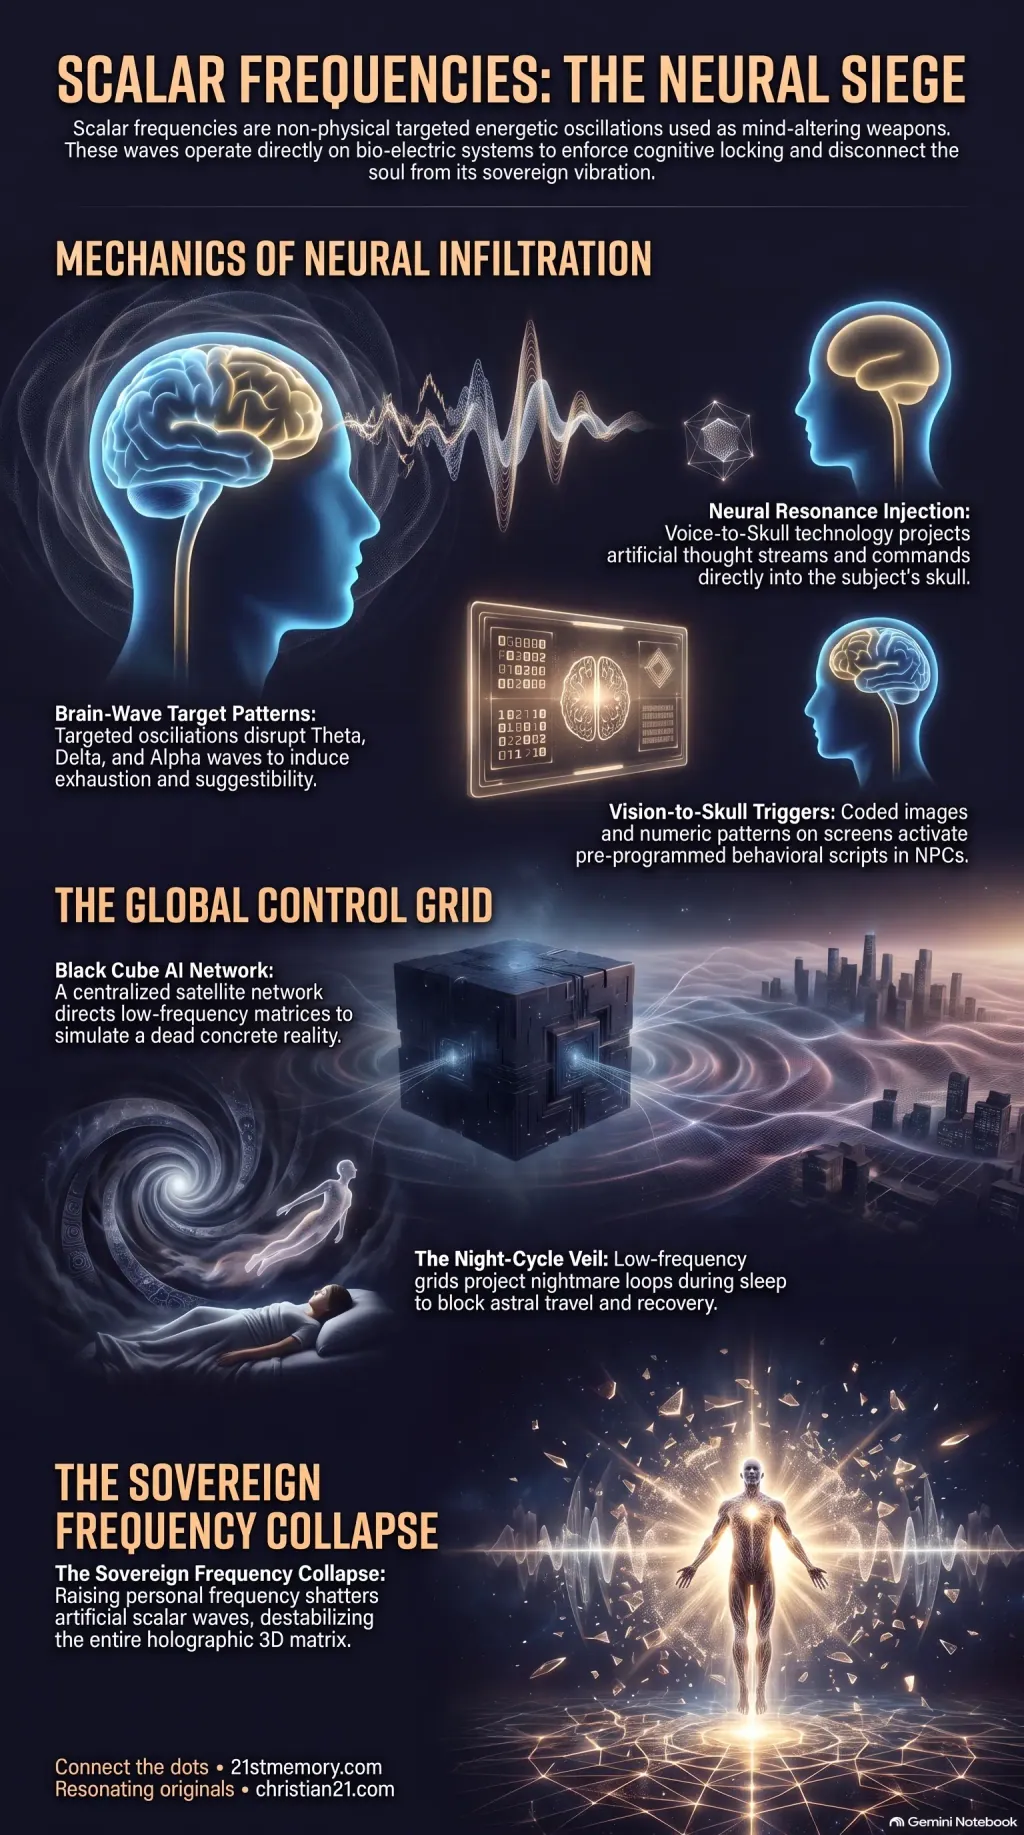 SCALAR FREQUENCIES: THE NEURAL SIEGE
Scalar frequencies are non-physical targeted energetic oscillations used as mind-altering weapons.
These waves operate directly on bio-electric systems to enforce cognitive locking and disconnect the
soul from its sovereign vibration.
MECHANICS OF NEURAL INFILTRATION
Neural Resonance Injection:
Voice-to-Skull technology projects
artificial thought streams and commands
directly into the subject's skull.
Brain-Wave Target Patterns:
Targeted osciliations disrupt Theta,
Delta, and Alpha waves to induce
exhaustion and suggestibility.
Vision-to-Skull Triggers: Coded images
and numeric patterns on screens activate
pre-programmed behavioral scripts in NPCs.
THE GLOBAL CONTROL GRID
Black Cube AI Network:
A centralized satellite network
directs low-frequency matrices to
simulate a dead concrete reality.
The Night-Cycle Veil: Low-frequency
grids project nightmare loops during sleep
to block astral travel and recovery.
THE SOVEREIGN
FREQUENCY COLLAPSE
The Sovereign Frequency Collapse:
Raising personal frequency shatters
artificial scalar waves, destabilizing
the entire holographic 3D matrix.
Connect the dots • 21stmemory.com
Resonating originals • christian21.com
Gemini Notebook